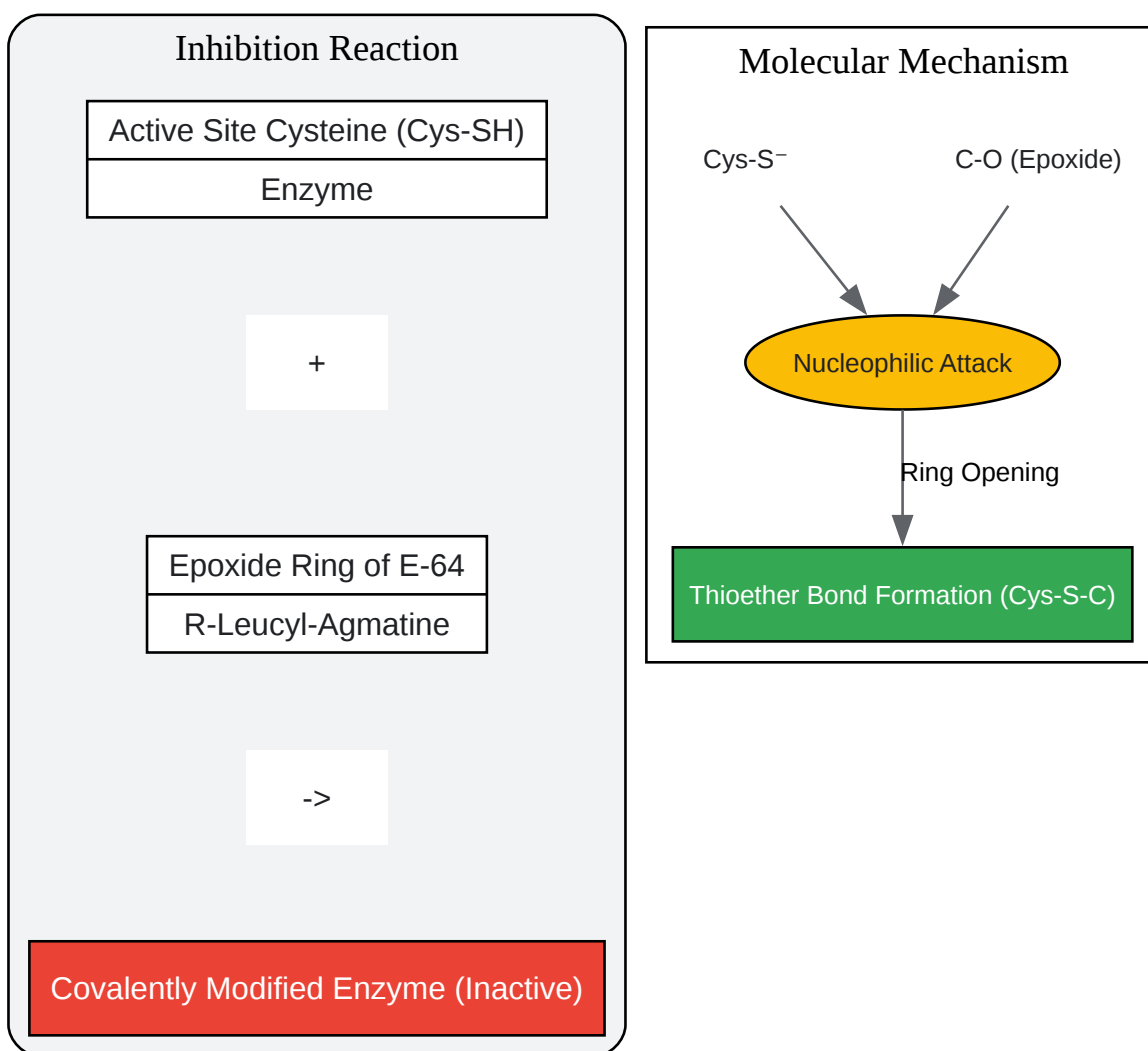 Inhibition Reaction
Active Site Cysteine (Cys-SH)
Enzyme
+
Epoxide Ring of E-64
R-Leucyl-Agmatine
->
Covalently Modified Enzyme (Inactive)
Molecular Mechanism
Cys-S⁻
C-O (Epoxide)
Nucleophilic Attack
Ring Opening
Thioether Bond Formation (Cys-S-C)